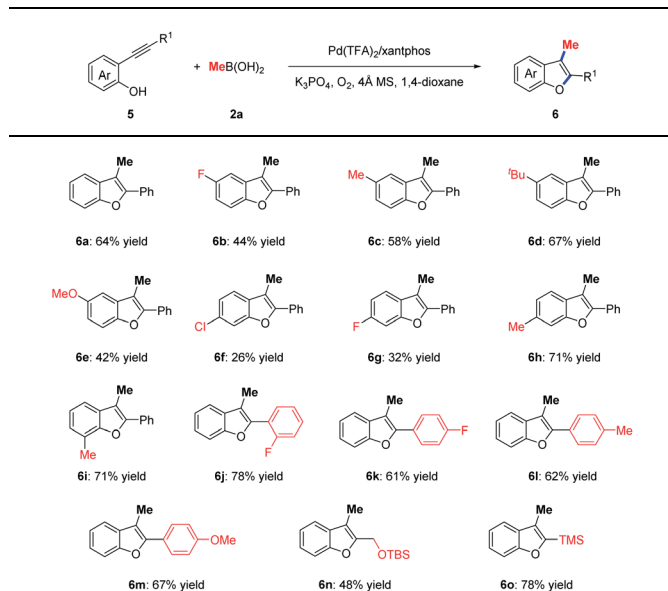 R¹
Ar
OH
5
+
MeB(OH)₂
2a
Pd(TFA)₂/xantphos
K₃PO₄, O₂, 4Å MS, 1,4-dioxane
Me
Ar
O
R¹
6
Me
Ph
O
6a: 64% yield
F
Me
Ph
O
6b: 44% yield
Me
Me
Ph
O
6c: 58% yield
ᵗBu
Me
Ph
O
6d: 67% yield
MeO
Me
Ph
O
6e: 42% yield
Me
Ph
O
Cl
6f: 26% yield
Me
Ph
O
F
6g: 32% yield
Me
Ph
O
Me
6h: 71% yield
Me
Ph
O
Me
6i: 71% yield
Me
O
F
6j: 78% yield
Me
F
O
6k: 61% yield
Me
Me
O
6l: 62% yield
Me
OMe
O
6m: 67% yield
Me
O
OTBS
6n: 48% yield
Me
TMS
O
6o: 78% yield